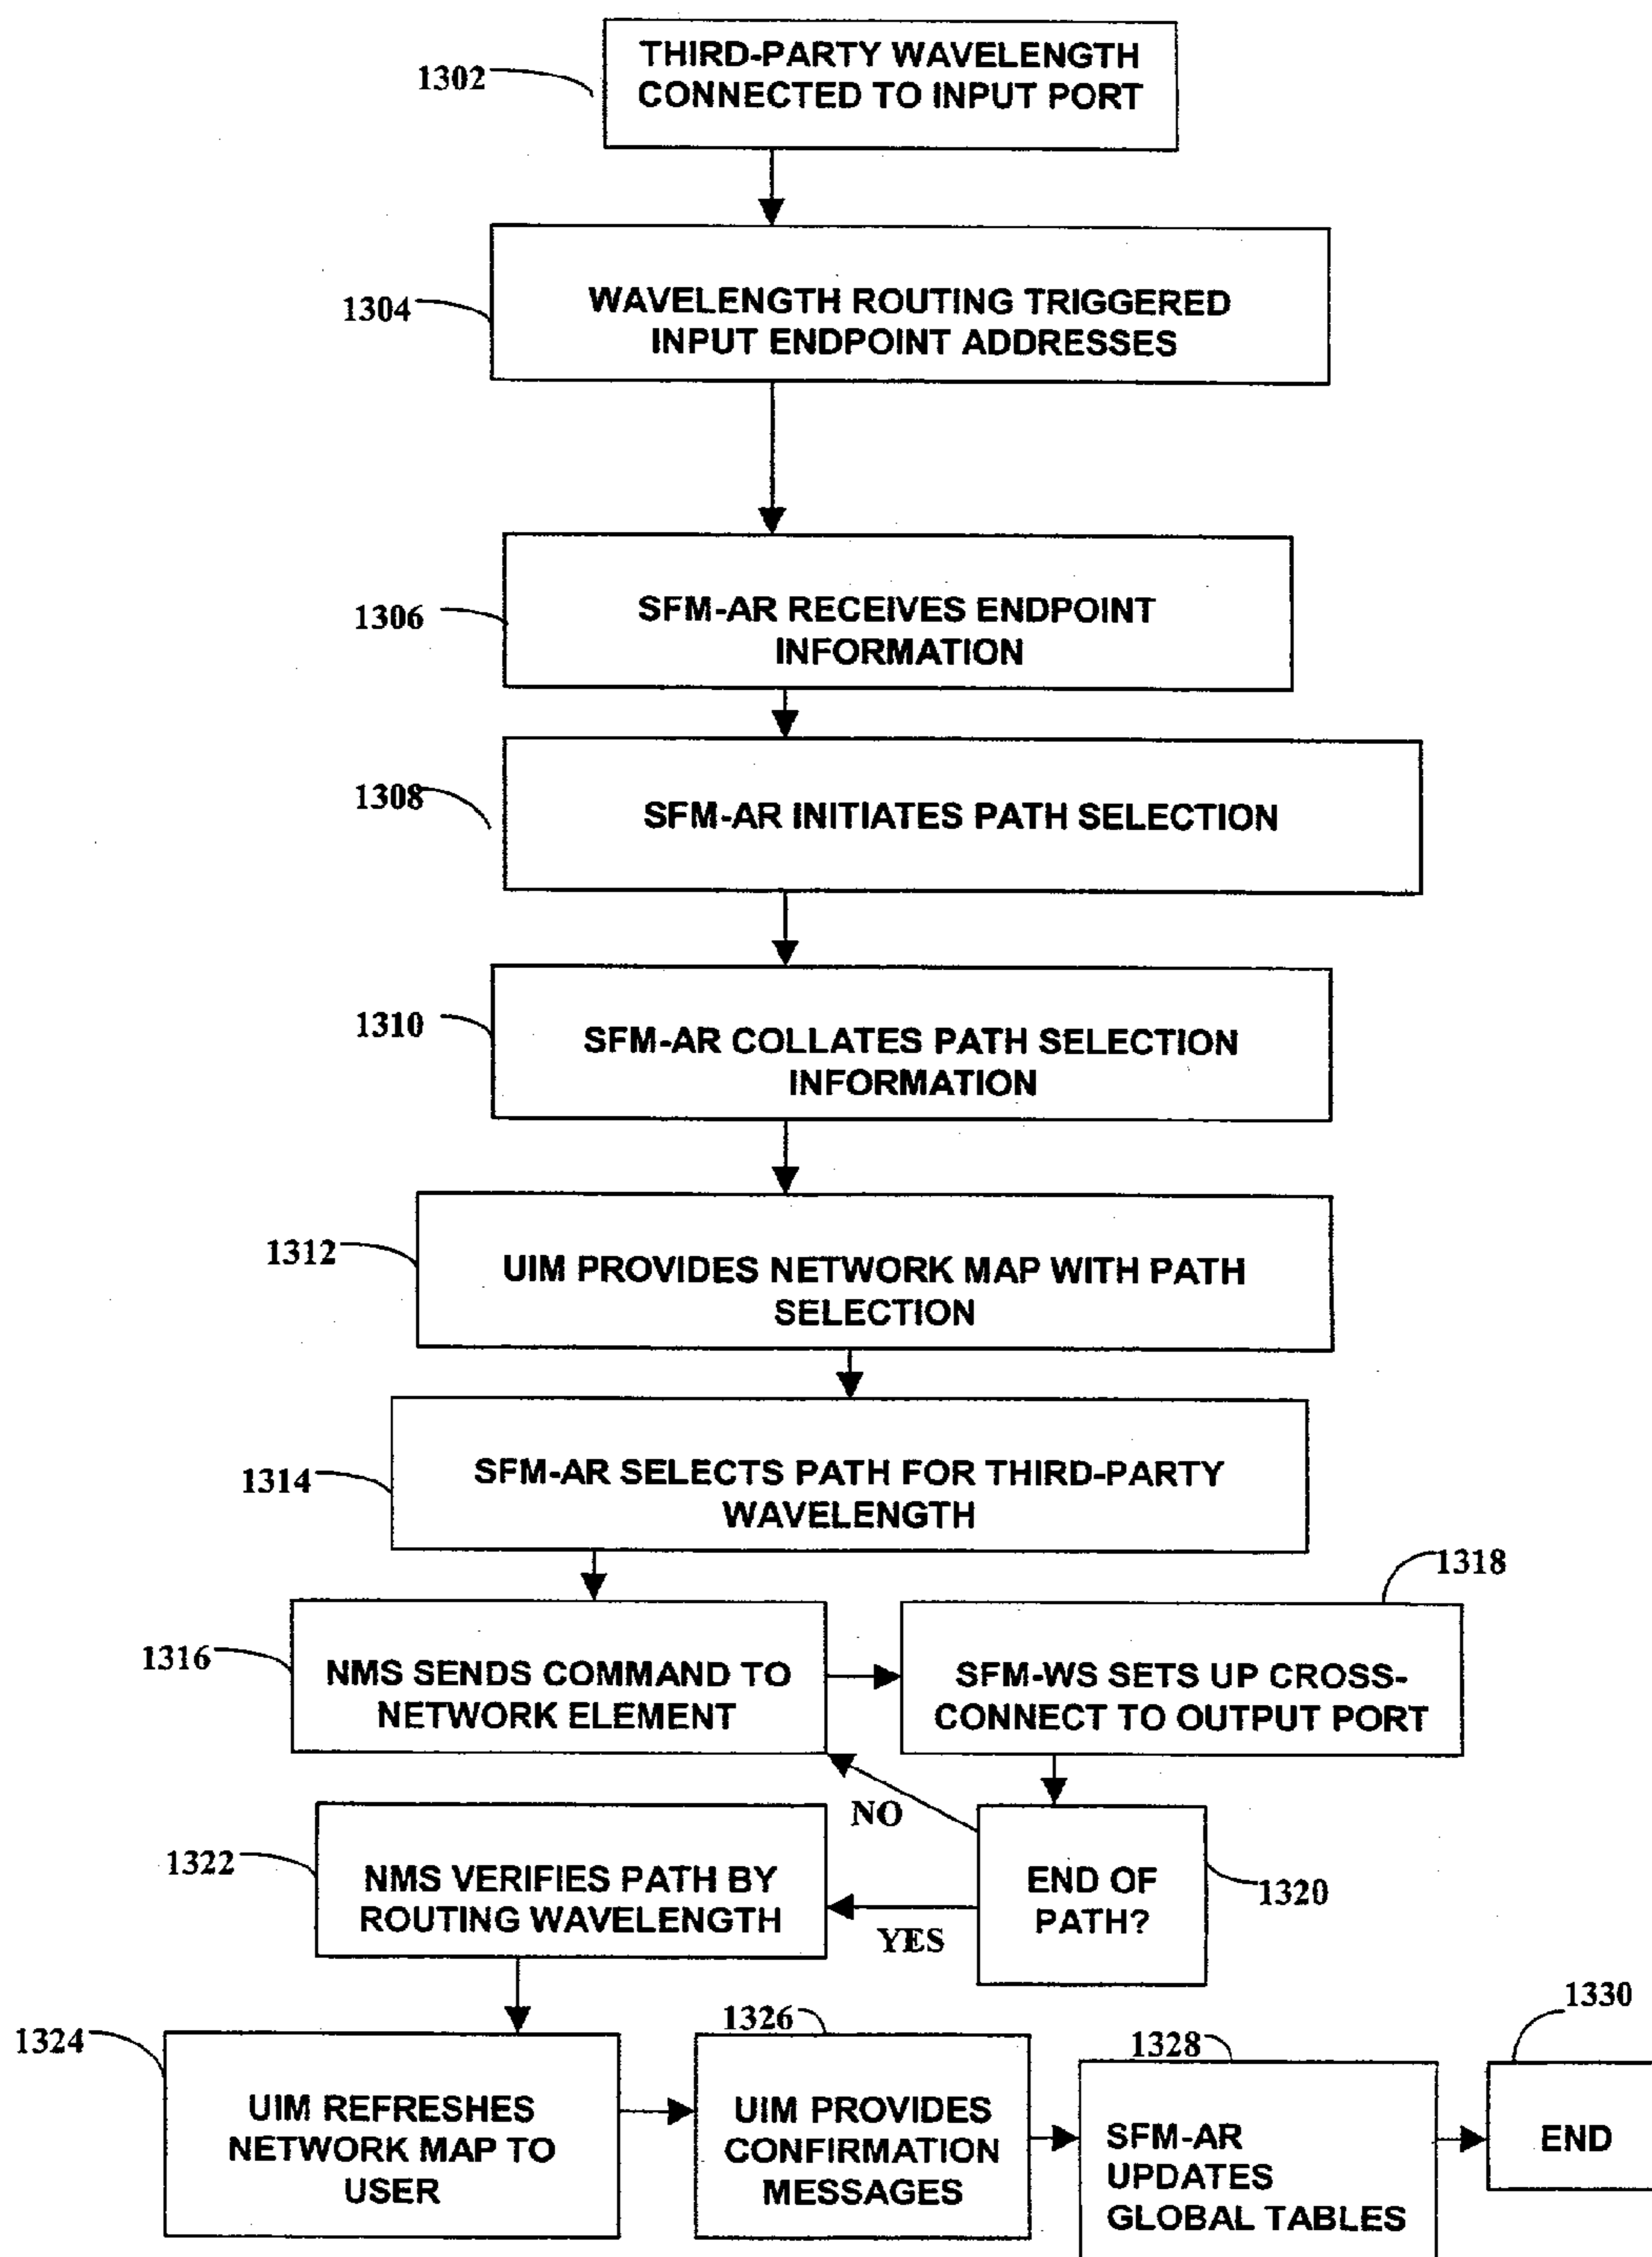 1302
THIRD-PARTY WAVELENGTH
CONNECTED TO INPUT PORT
1304
WAVELENGTH ROUTING TRIGGERED
INPUT ENDPOINT ADDRESSES
1306
SFM-AR RECEIVES ENDPOINT
INFORMATION
1308
SFM-AR INITIATES PATH SELECTION
1310
SFM-AR COLLATES PATH SELECTION
INFORMATION
1312
UIM PROVIDES NETWORK MAP WITH PATH
SELECTION
1314
SFM-AR SELECTS PATH FOR THIRD-PARTY
WAVELENGTH
1316
NMS SENDS COMMAND TO
NETWORK ELEMENT
1318
SFM-WS SETS UP CROSS-
CONNECT TO OUTPUT PORT
NO
1320
END OF
PATH?
YES
1322
NMS VERIFIES PATH BY
ROUTING WAVELENGTH
1324
UIM REFRESHES
NETWORK MAP TO
USER
1326
UIM PROVIDES
CONFIRMATION
MESSAGES
1328
SFM-AR
UPDATES
GLOBAL TABLES
1330
END